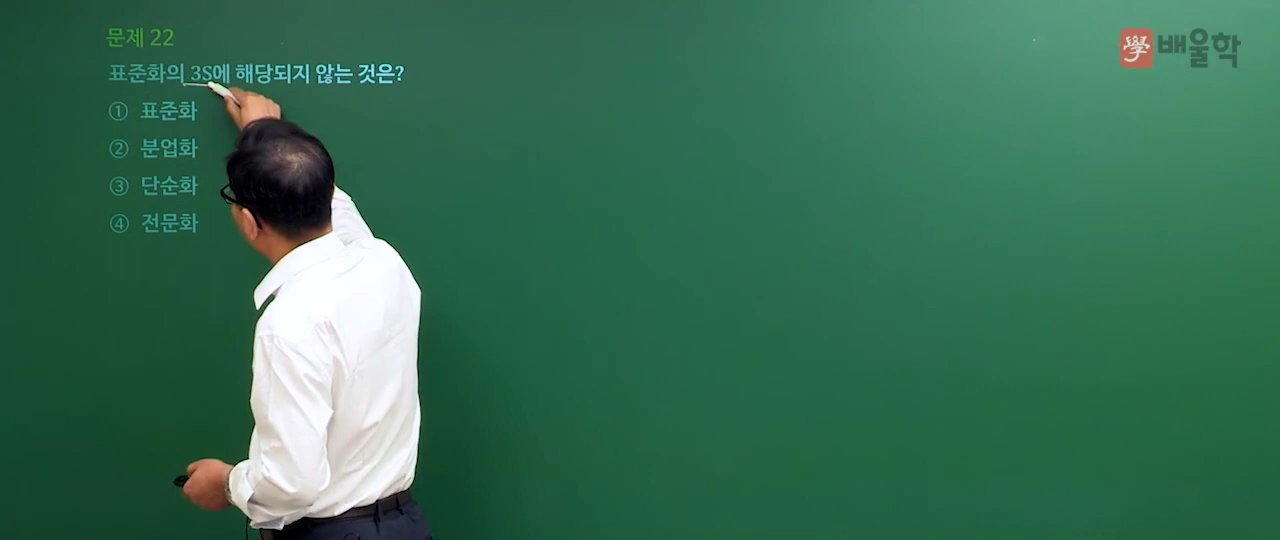 문제 22
표준화의 3S에 해당되지 않는 것은?
① 표준화
② 분업화
③ 단순화
④ 전문화
學 배울학